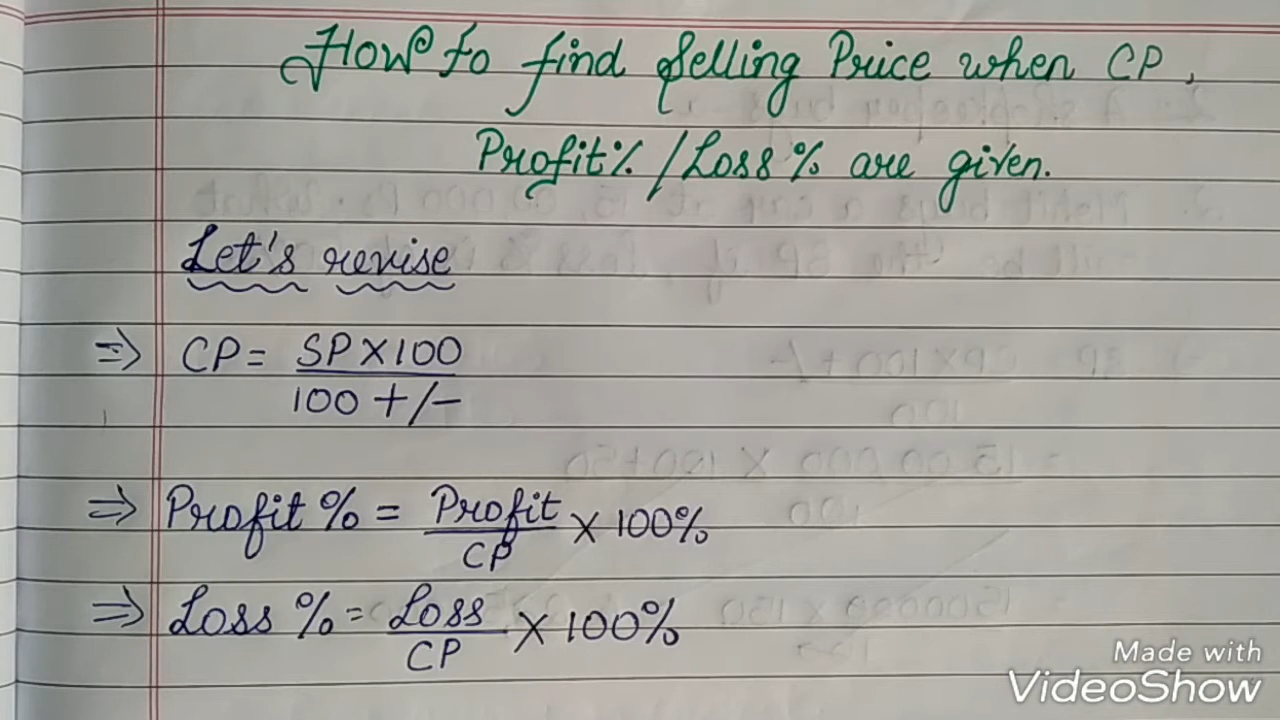 How to find Selling Price when CP,
Profit% / Loss % are given.
Let's revise
⇒ CP = SP X 100
100 + / -
⇒ Profit % = Profit X 100%
CP
⇒ Loss % = Loss X 100%
CP
Made with
VideoShow